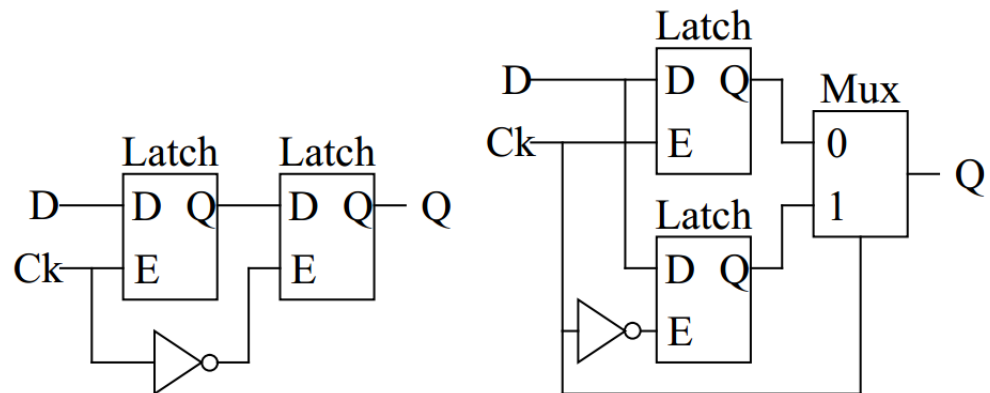 Latch Latch
D D Q D Q Q
Ck E E
Latch
D D Q Mux
Ck E 0
Q
Latch 1
D Q
E